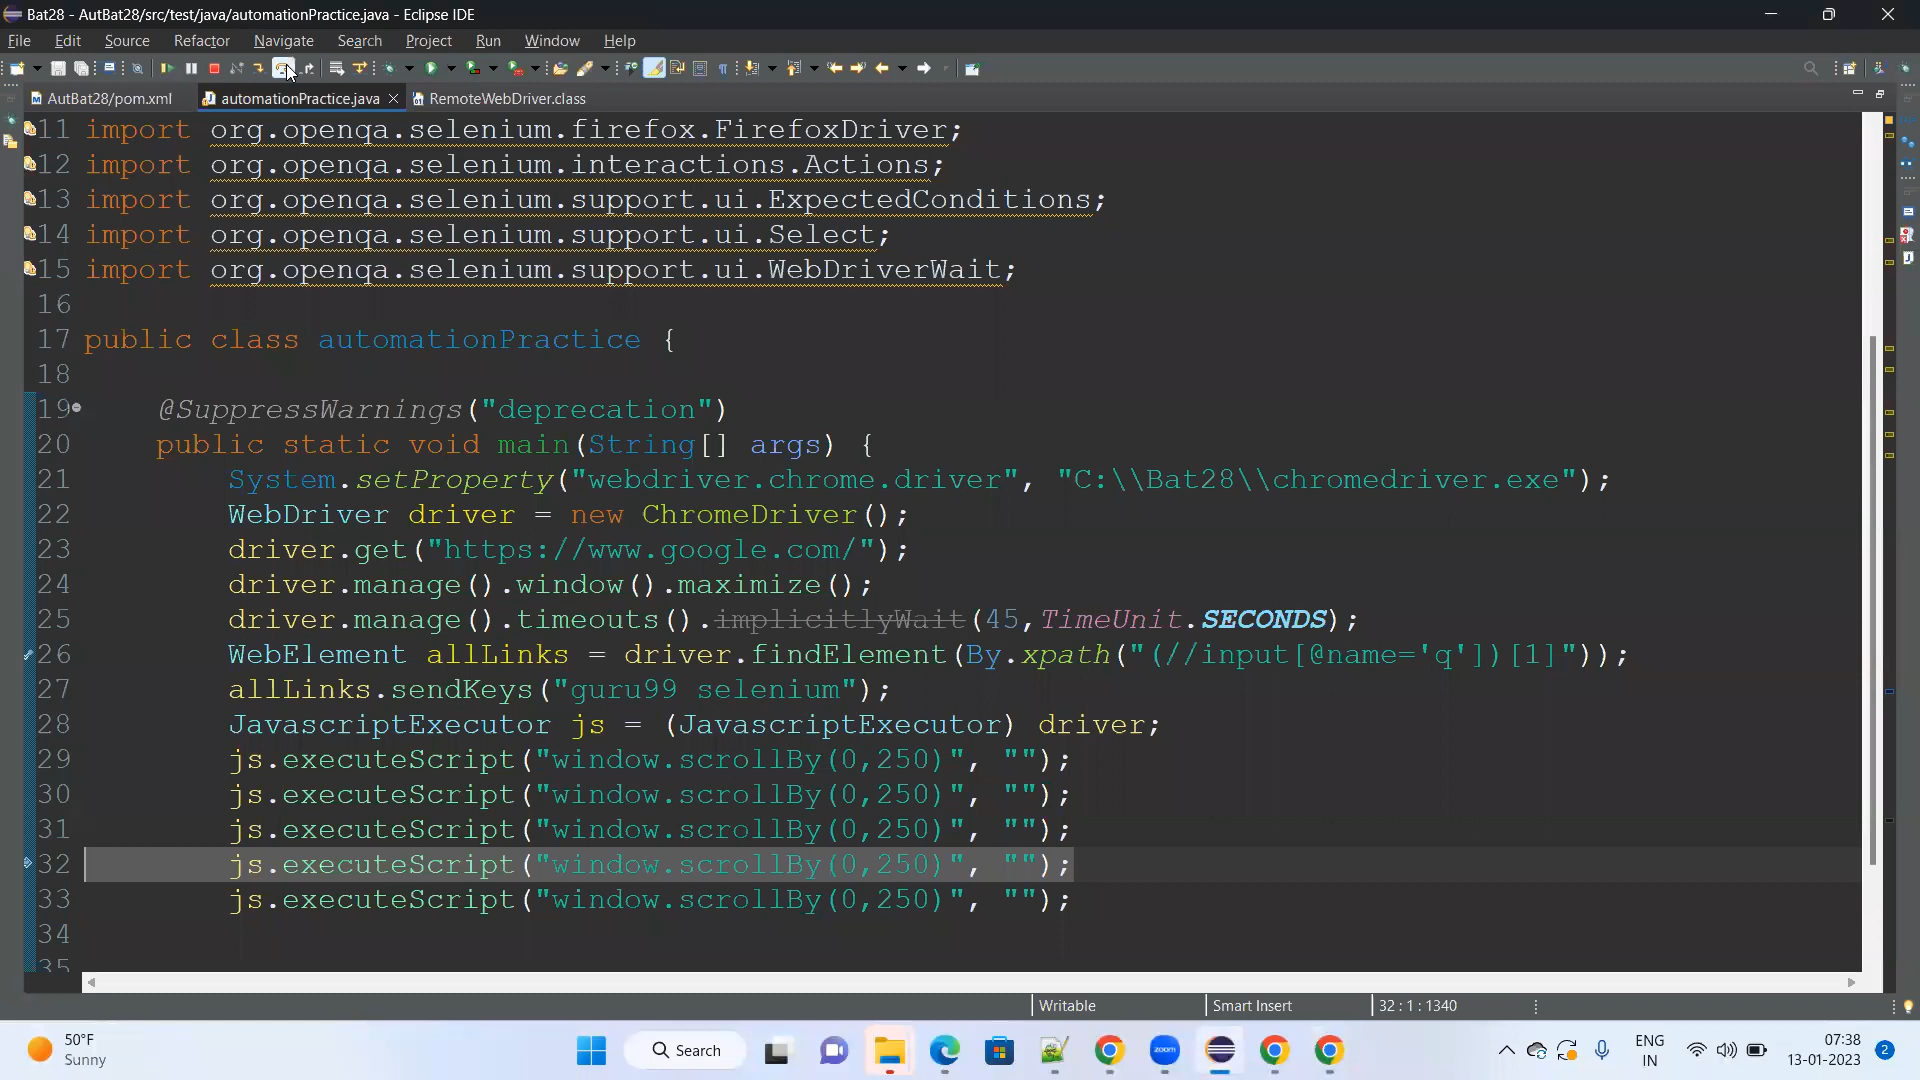 Bat28 - AutBat28/src/test/java/automationPractice.java - Eclipse IDE
File Edit Source Refactor Navigate Search Project Run Window Help
AutBat28/pom.xml automationPractice.java RemoteWebDriver.class
11 import org.openqa.selenium.firefox.FirefoxDriver;
12 import org.openqa.selenium.interactions.Actions;
13 import org.openqa.selenium.support.ui.ExpectedConditions;
14 import org.openqa.selenium.support.ui.Select;
15 import org.openqa.selenium.support.ui.WebDriverWait;
16
17 public class automationPractice {
18
19 @SuppressWarnings("deprecation")
20 public static void main(String[] args) {
21 System.setProperty("webdriver.chrome.driver", "C:\\Bat28\\chromedriver.exe");
22 WebDriver driver = new ChromeDriver();
23 driver.get("https://www.google.com/");
24 driver.manage().window().maximize();
25 driver.manage().timeouts().implicitlyWait(45,TimeUnit.SECONDS);
26 WebElement allLinks = driver.findElement(By.xpath("(//input[@name='q'])[1]"));
27 allLinks.sendKeys("guru99 selenium");
28 JavascriptExecutor js = (JavascriptExecutor) driver;
29 js.executeScript("window.scrollBy(0,250)", "");
30 js.executeScript("window.scrollBy(0,250)", "");
31 js.executeScript("window.scrollBy(0,250)", "");
32 js.executeScript("window.scrollBy(0,250)", "");
33 js.executeScript("window.scrollBy(0,250)", "");
34
35
Writable Smart Insert 32 : 1 : 1340
50°F
Sunny
Search
zoom
ENG
IN
07:38
13-01-2023
2